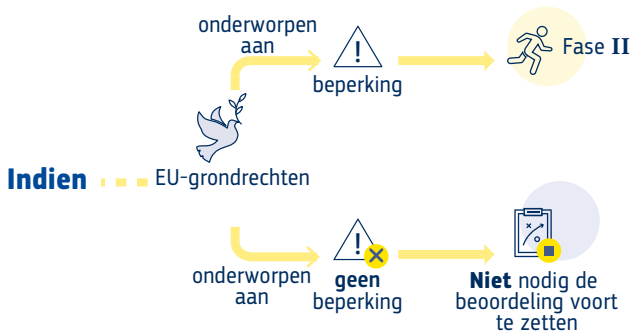 onderworpen
aan
beperking
Fase II
Indien
EU-grondrechten
onderworpen
aan
geen
beperking
Niet nodig de
beoordeling voort
te zetten